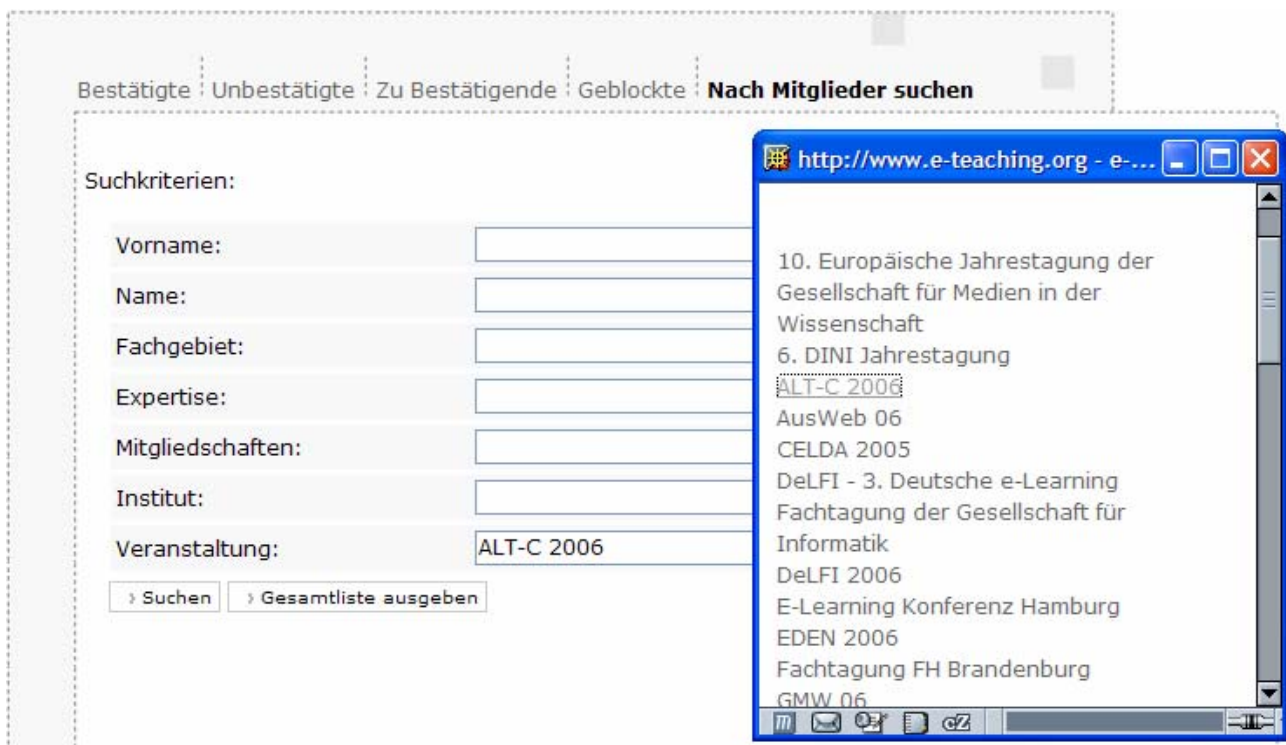 Bestätigte Unbestätigte Zu Bestätigende Geblockte Nach Mitglieder suchen
Suchkriterien:
Vorname:
Name:
Fachgebiet:
Expertise:
Mitgliedschaften:
Institut:
Veranstaltung: ALT-C 2006
› Suchen › Gesamtliste ausgeben
http://www.e-teaching.org - e-...
10. Europäische Jahrestagung der
Gesellschaft für Medien in der
Wissenschaft
6. DINI Jahrestagung
ALT-C 2006
AusWeb 06
CELDA 2005
DeLFI - 3. Deutsche e-Learning
Fachtagung der Gesellschaft für
Informatik
DeLFI 2006
E-Learning Konferenz Hamburg
EDEN 2006
Fachtagung FH Brandenburg
GMW 06
m cZ